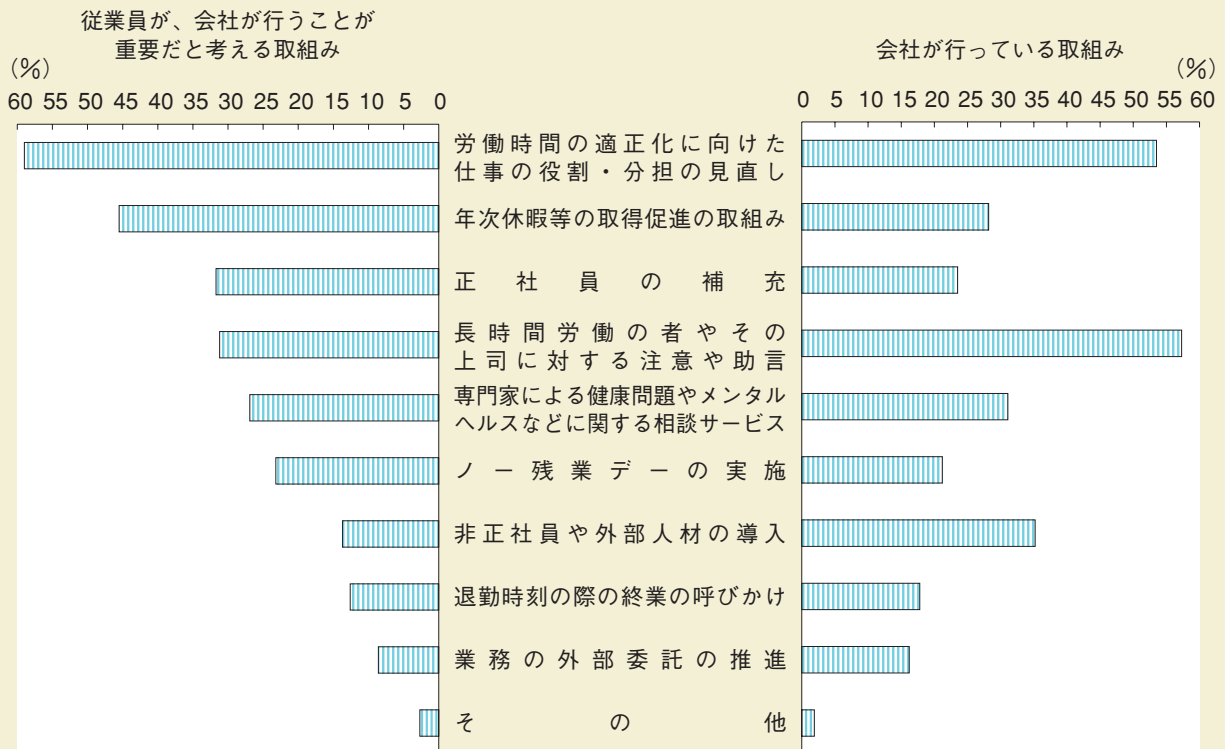 従業員が、会社が行うことが
重要だと考える取組み
(%)
60 55 50 45 40 35 30 25 20 15 10 5 0
会社が行っている取組み
(%)
0 5 10 15 20 25 30 35 40 45 50 55 60
労働時間の適正化に向けた
仕事の役割・分担の見直し
年次休暇等の取得促進の取組み
正社員の補充
長時間労働の者やその
上司に対する注意や助言
専門家による健康問題やメンタル
ヘルスなどに関する相談サービス
ノー残業デーの実施
非正社員や外部人材の導入
退勤時刻の際の終業の呼びかけ
業務の外部委託の推進
その他